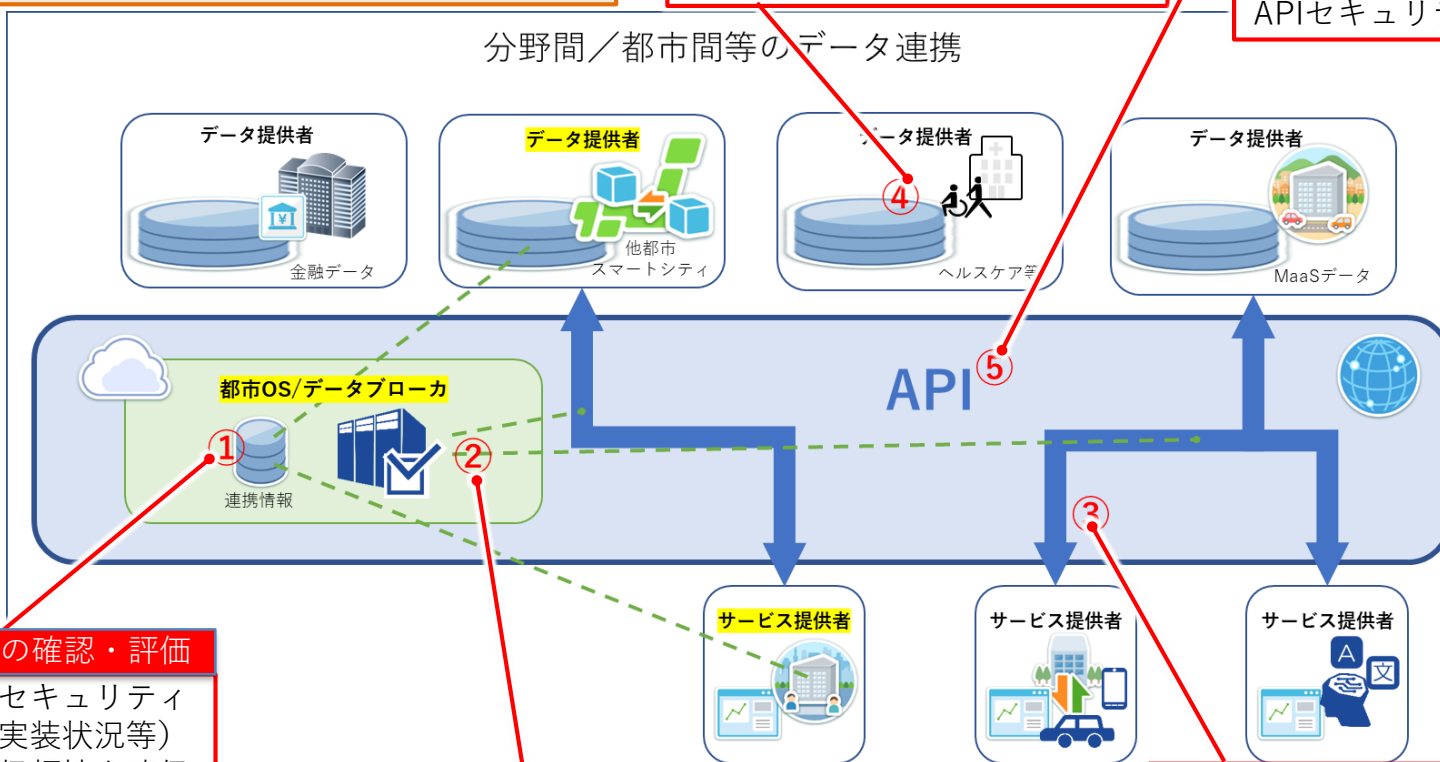 APIセキュリテ
分野間／都市間等のデータ連携
データ提供者
金融データ
データ提供者
他都市
スマートシティ
データ提供者
④
ヘルスケア等
データ提供者
MaaSデータ
都市OS/データブローカ
①
連携情報
②
API
⑤
③
サービス提供者
サービス提供者
サービス提供者
A
文
の確認・評価
セキュリティ
実装状況等）